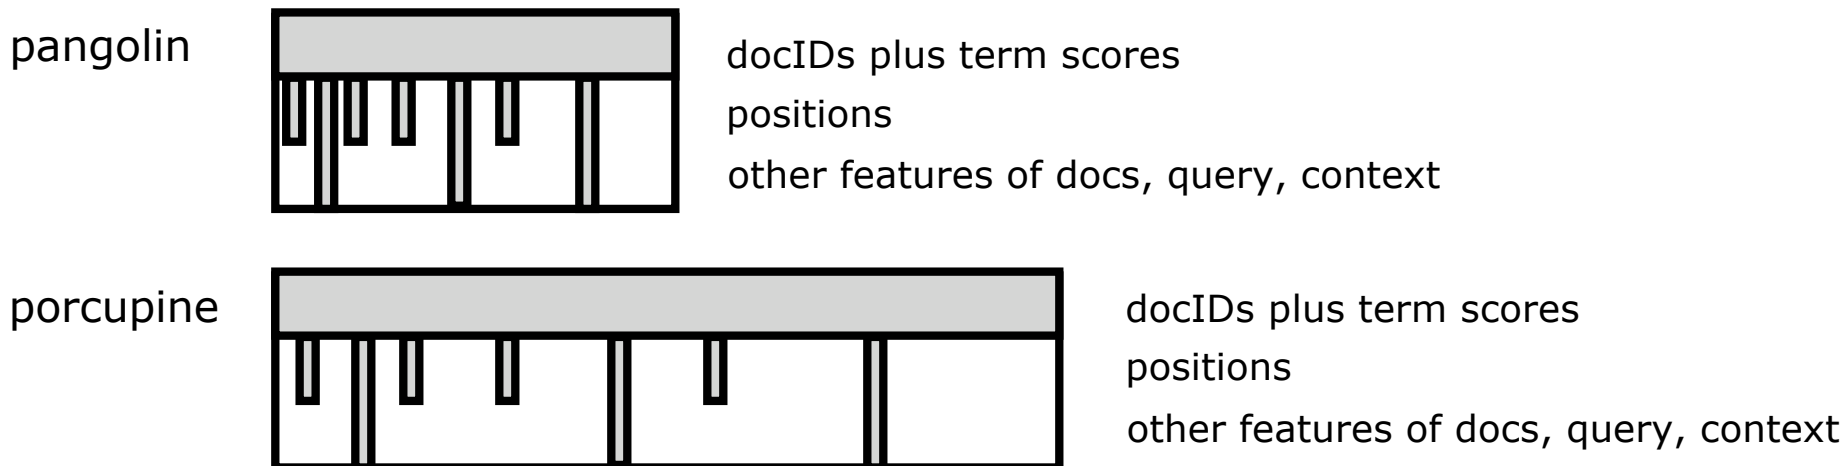 pangolin
docIDs plus term scores
positions
other features of docs, query, context
porcupine
docIDs plus term scores
positions
other features of docs, query, context